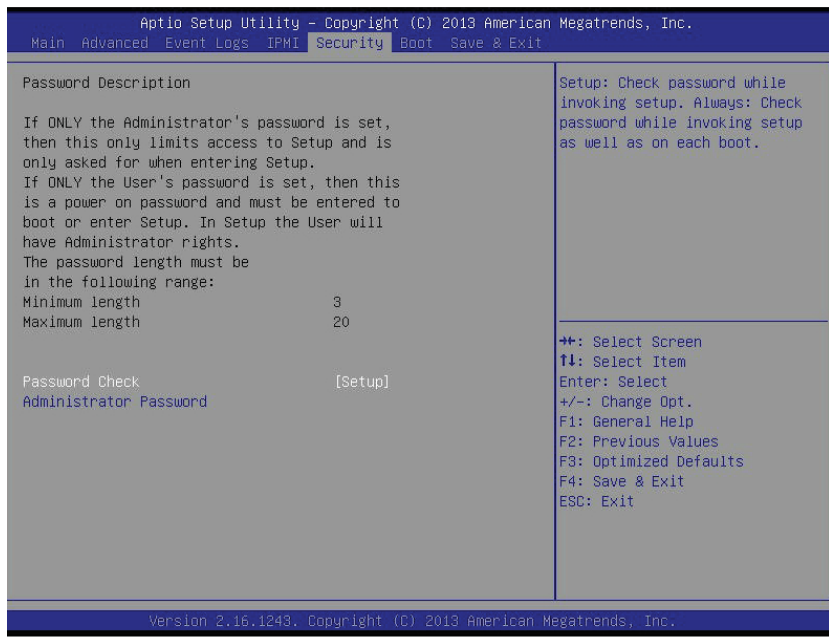 Aptio Setup Utility – Copyright (C) 2013 American Megatrends, Inc.
Main Advanced Event Logs IPMI Security Boot Save & Exit
Password Description
If ONLY the Administrator's password is set,
then this only limits access to Setup and is
only asked for when entering Setup.
If ONLY the User's password is set, then this
is a power on password and must be entered to
boot or enter Setup. In Setup the User will
have Administrator rights.
The password length must be
in the following range:
Minimum length 3
Maximum length 20
Password Check [Setup]
Administrator Password
Setup: Check password while
invoking setup. Always: Check
password while invoking setup
as well as on each boot.
→←: Select Screen
↑↓: Select Item
Enter: Select
+/-: Change Opt.
F1: General Help
F2: Previous Values
F3: Optimized Defaults
F4: Save & Exit
ESC: Exit
Version 2.16.1243. Copyright (C) 2013 American Megatrends, Inc.